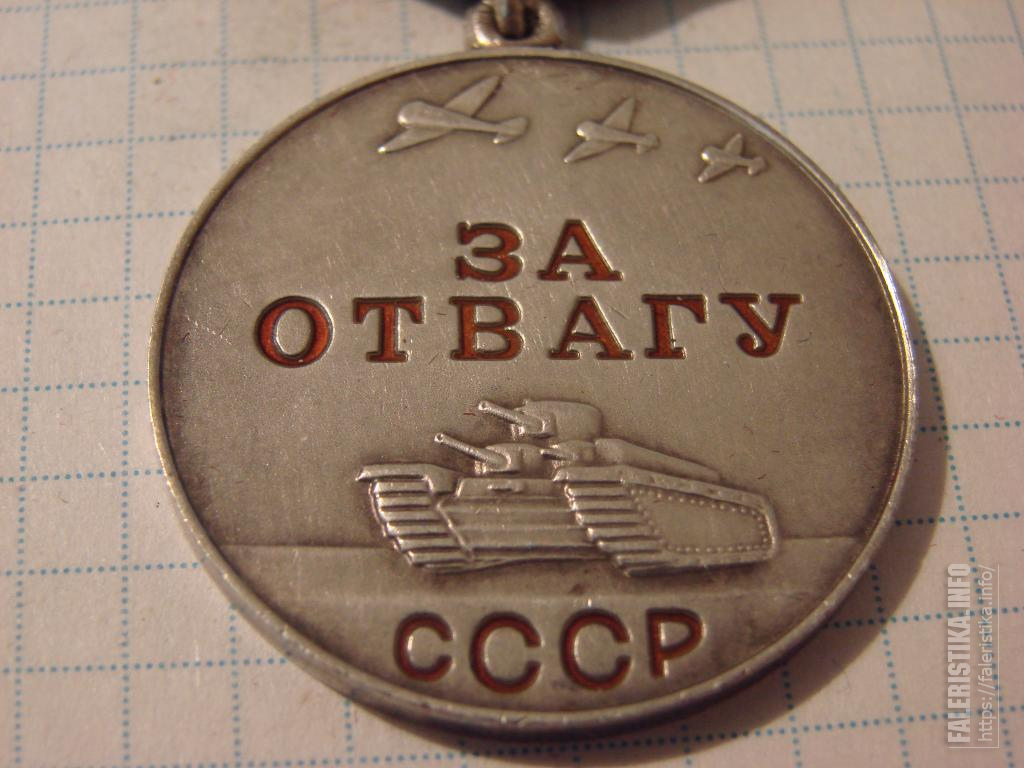 ЗА
ОТВАГУ
СССР
FALERISTIKA.INFO
https://faleristika.info/